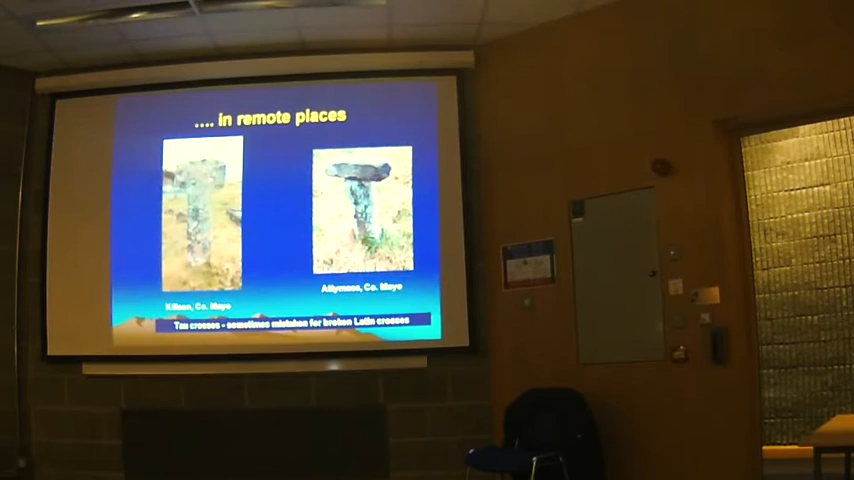 .... in remote places
Killeen, Co. Mayo
Attymass, Co. Mayo
Tau crosses - sometimes mistaken for broken Latin crosses